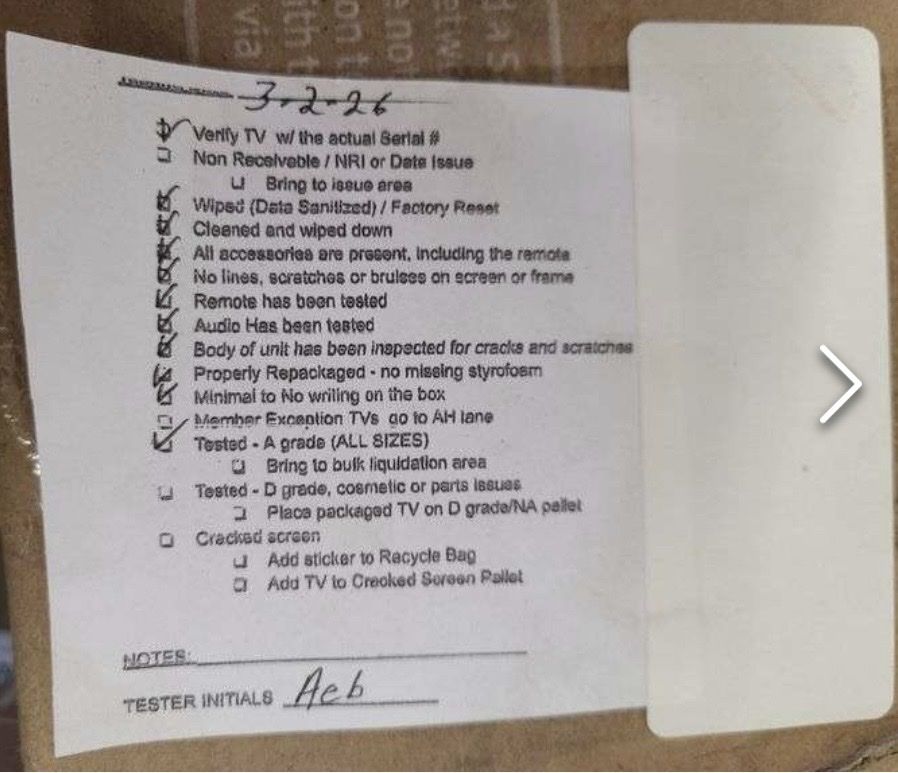 3-2-26
Verify TV w/ the actual Serial #
Non Receivable / NRI or Date Issue
Bring to issue area
Wiped (Data Sanitized) / Factory Reset
Cleaned and wiped down
All accessories are present, including the remote
No lines, scratches or bruises on screen or frame
Remote has been tested
Audio Has been tested
Body of unit has been inspected for cracks and scratches
Properly Repackaged - no missing styrofoam
Minimal to No writing on the box
Member Exception TVs go to AH lane
Tested - A grade (ALL SIZES)
Bring to bulk liquidation area
Tested - D grade, cosmetic or parts issues
Place packaged TV on D grade/NA pallet
Cracked screen
Add sticker to Recycle Bag
Add TV to Cracked Screen Pallet
NOTES:
TESTER INITIALS Aeb